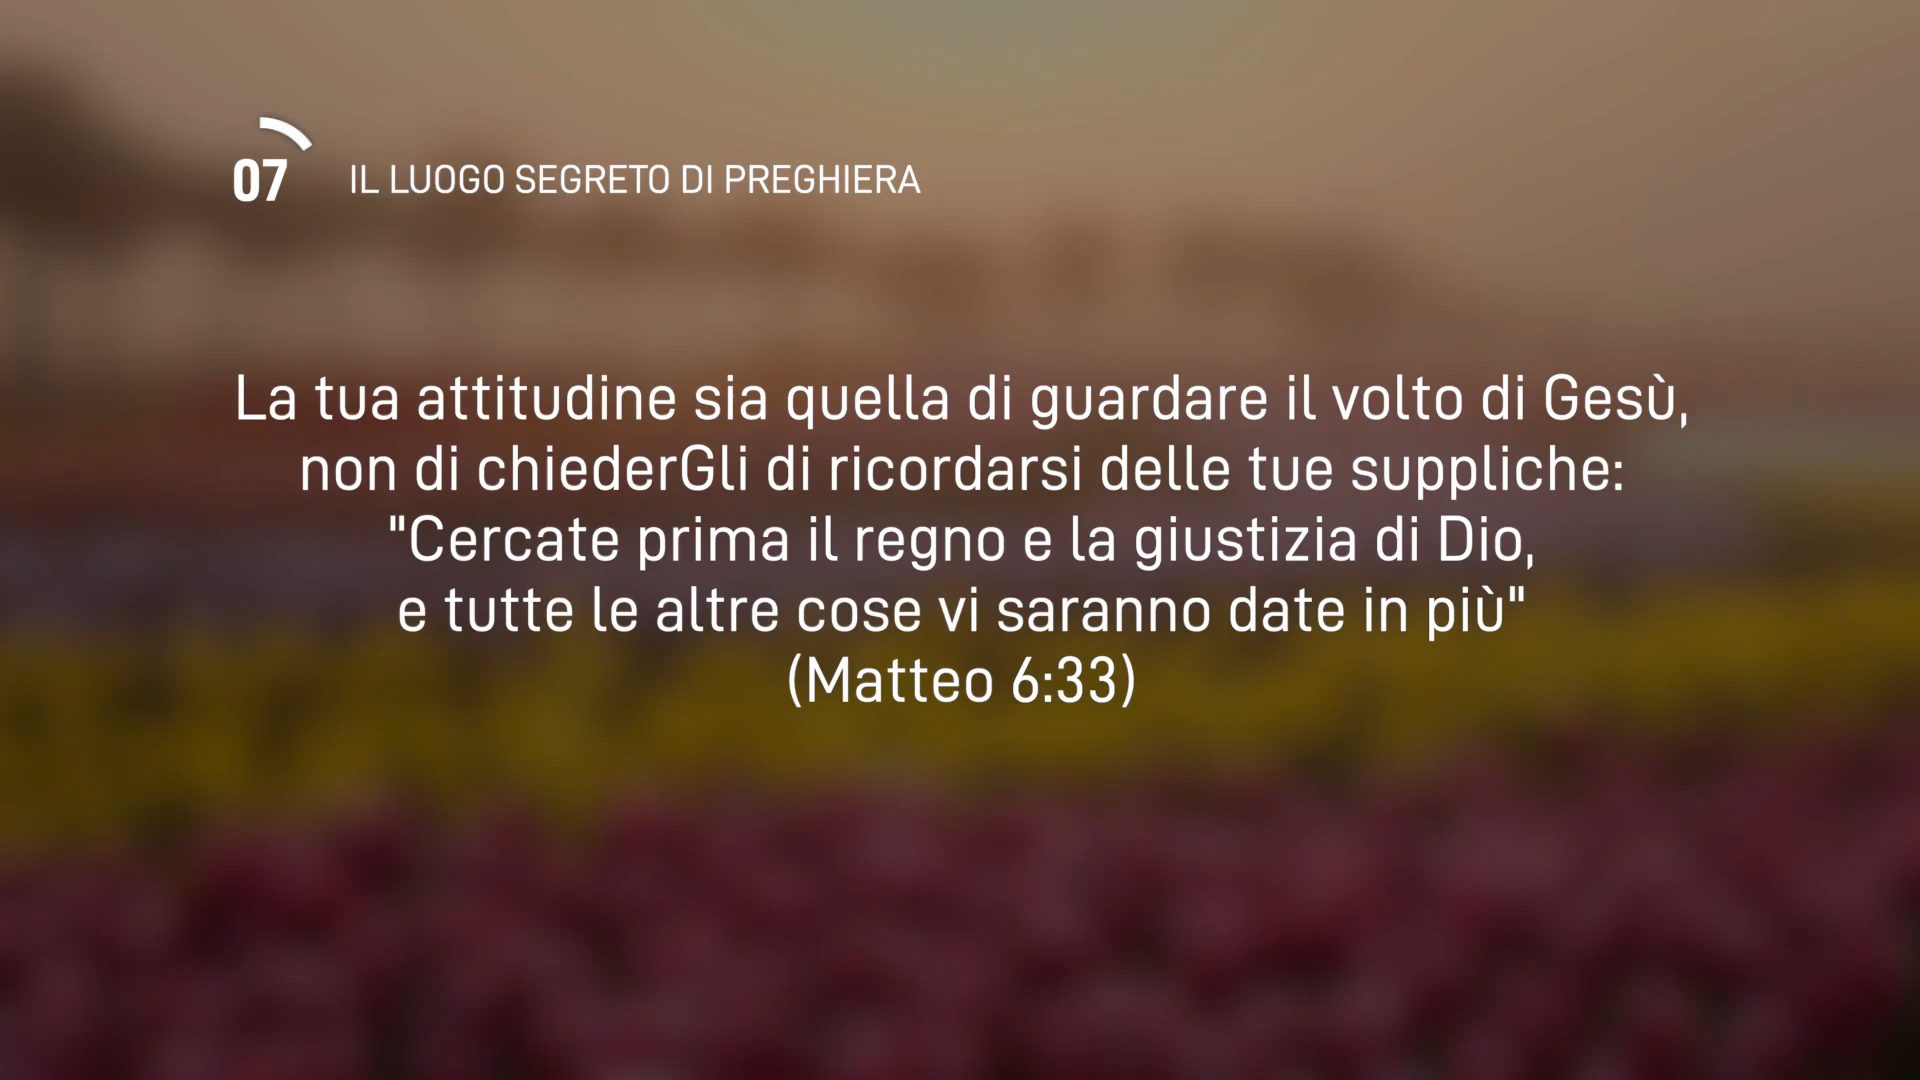 07 IL LUOGO SEGRETO DI PREGHIERA
La tua attitudine sia quella di guardare il volto di Gesù,
non di chiederGli di ricordarsi delle tue suppliche:
"Cercate prima il regno e la giustizia di Dio,
e tutte le altre cose vi saranno date in più"
(Matteo 6:33)